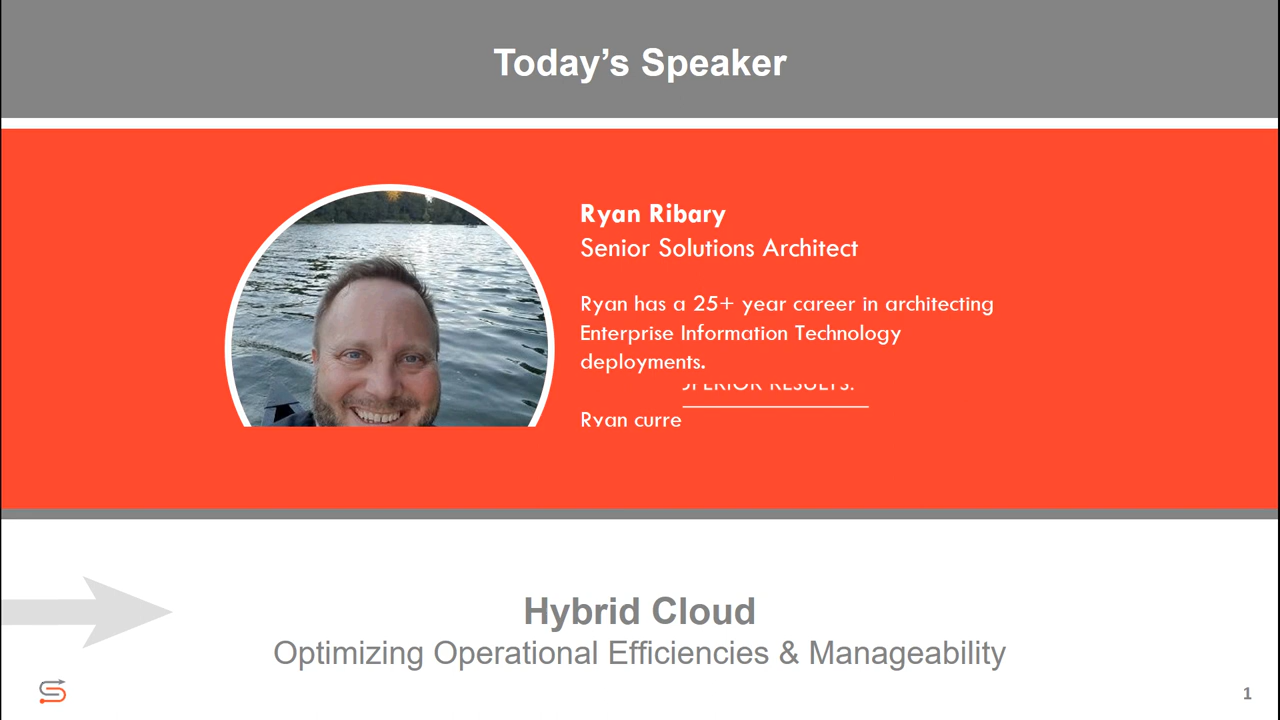 Today’s Speaker
Ryan Ribary
Senior Solutions Architect
Ryan has a 25+ year career in architecting
Enterprise Information Technology
deployments.
RESULTS.
Ryan curre
Hybrid Cloud
Optimizing Operational Efficiencies & Manageability
1